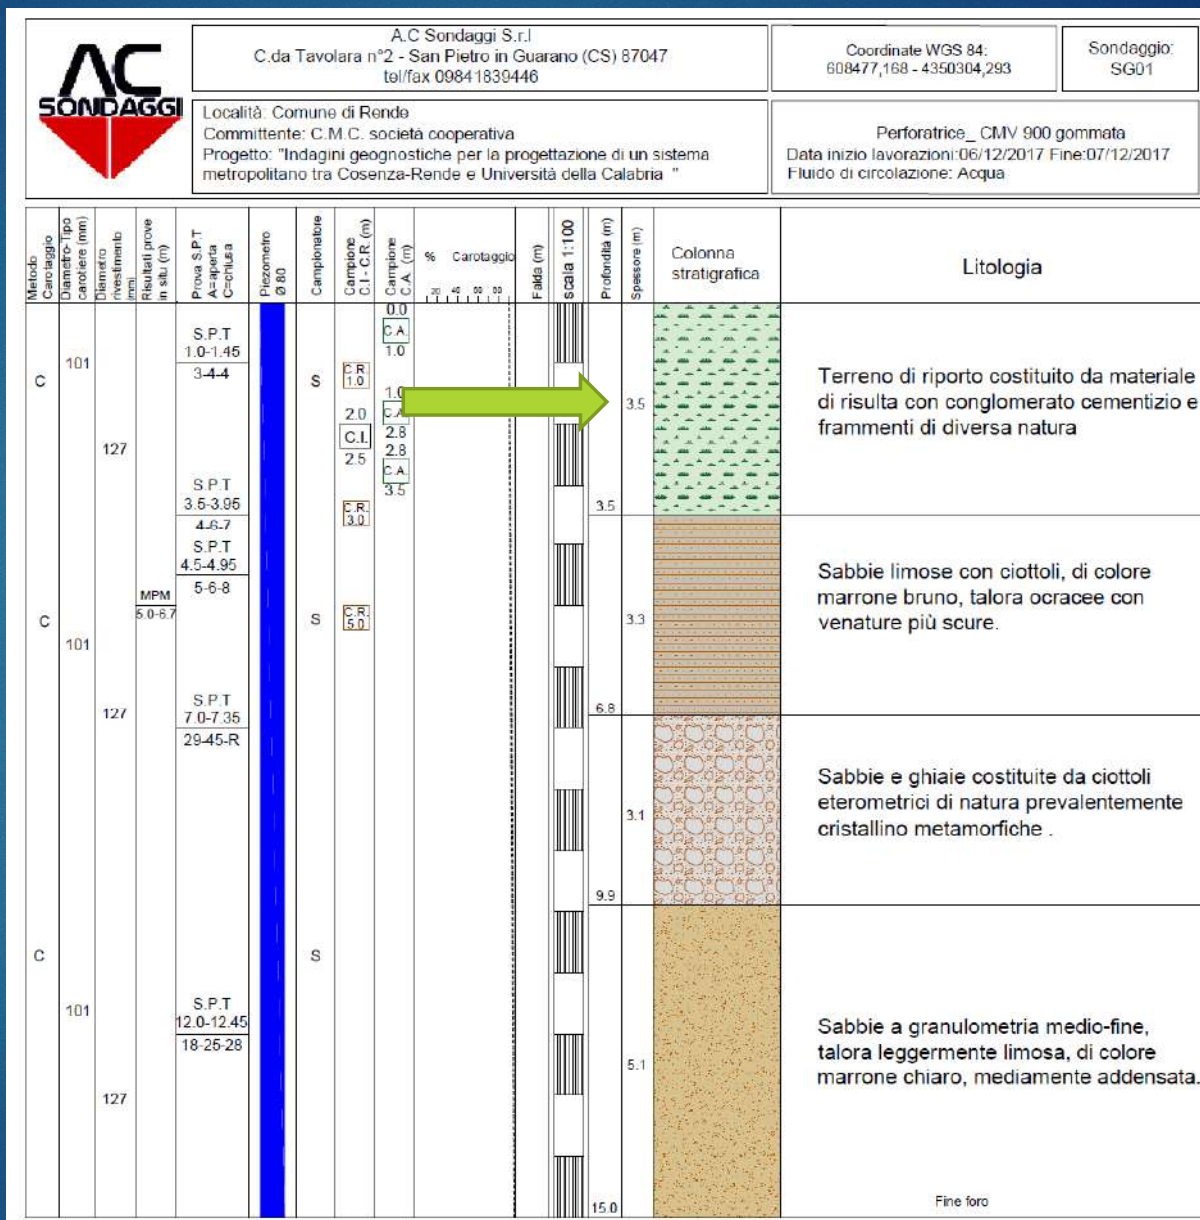 AC
SONDAGGI
A.C Sondaggi S.r.l
C.da Tavolara n°2 - San Pietro in Guarano (CS) 87047
tel/fax 09841839446
Coordinate WGS 84:
608477,168 - 4350304,293
Sondaggio:
SG01
Località: Comune di Rende
Committente: C.M.C. società cooperativa
Progetto: "Indagini geognostiche per la progettazione di un sistema
metropolitano tra Cosenza-Rende e Università della Calabria "
Perforatrice_ CMV 900 gommata
Data inizio lavorazioni:06/12/2017 Fine:07/12/2017
Fluido di circolazione: Acqua
Metodo
Carotaggio
Diametro-Tipo
carotiere (mm)
Diametro
rivestimento
(mm)
Risultati prove
in situ (m)
Prova S.P.T
A=aperta
C=chiusa
Piezometro
Ø 80
Campionatore
Campione
C.I - C.R. (m)
Campione
C.A. (m)
% Carotaggio
20 40 60 80
Falda (m)
scala 1:100
Profondità (m)
Spessore (m)
Colonna
stratigrafica
Litologia
0.0
C.A.
1.0
S.P.T
1.0-1.45
3-4-4
101
C
S
C.R.
1.0
1.0
C.A.
2.8
2.0
C.I.
2.5
127
2.8
C.A.
3.5
3.5
Terreno di riporto costituito da materiale
di risulta con conglomerato cementizio e
frammenti di diversa natura
S.P.T
3.5-3.95
4-6-7
C.R.
3.0
3.5
S.P.T
4.5-4.95
5-6-8
MPM
5.0-6.7
C
101
S
C.R.
5.0
3.3
Sabbie limose con ciottoli, di colore
marrone bruno, talora ocracee con
venature più scure.
127
S.P.T
7.0-7.35
29-45-R
6.8
3.1
Sabbie e ghiaie costituite da ciottoli
eterometrici di natura prevalentemente
cristallino metamorfiche .
9.9
C
S
101
S.P.T
12.0-12.45
18-25-28
127
5.1
Sabbie a granulometria medio-fine,
talora leggermente limosa, di colore
marrone chiaro, mediamente addensata.
15.0
Fine foro